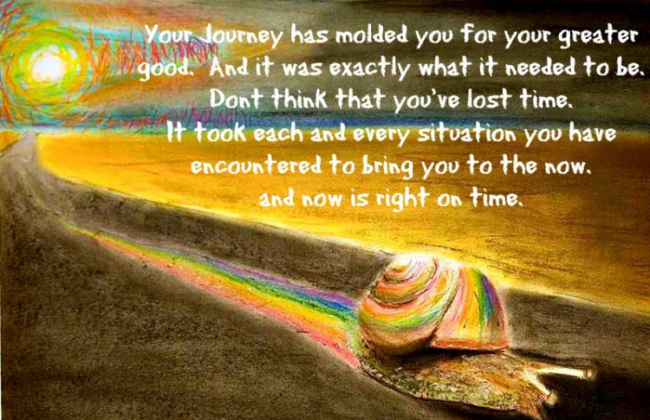 Your Journey has molded you for your greater
good. And it was exactly what it needed to be.
Dont think that you've lost time.
It took each and every situation you have
encountered to bring you to the now.
and now is right on time.